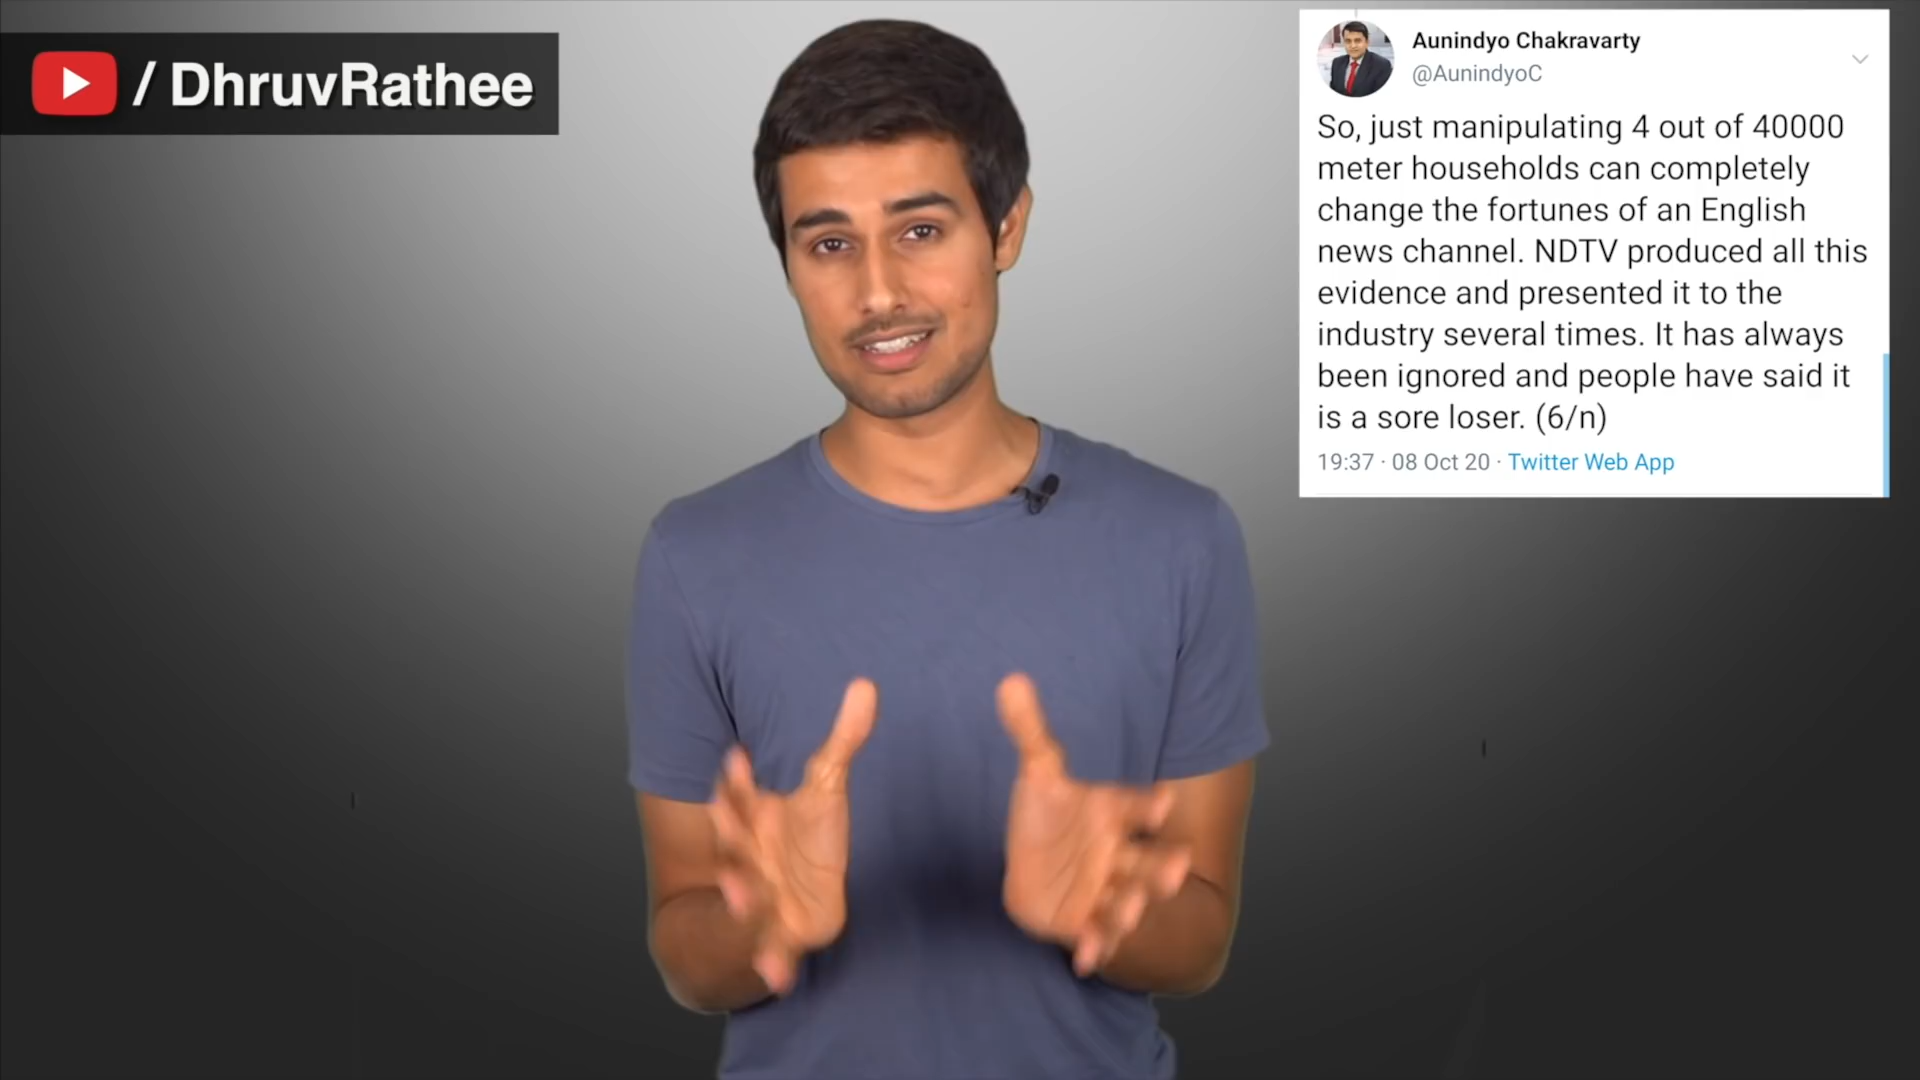 / DhruvRathee
Aunindyo Chakravarty
@AunindyoC
So, just manipulating 4 out of 40000
meter households can completely
change the fortunes of an English
news channel. NDTV produced all this
evidence and presented it to the
industry several times. It has always
been ignored and people have said it
is a sore loser. (6/n)
19:37 · 08 Oct 20 · Twitter Web App